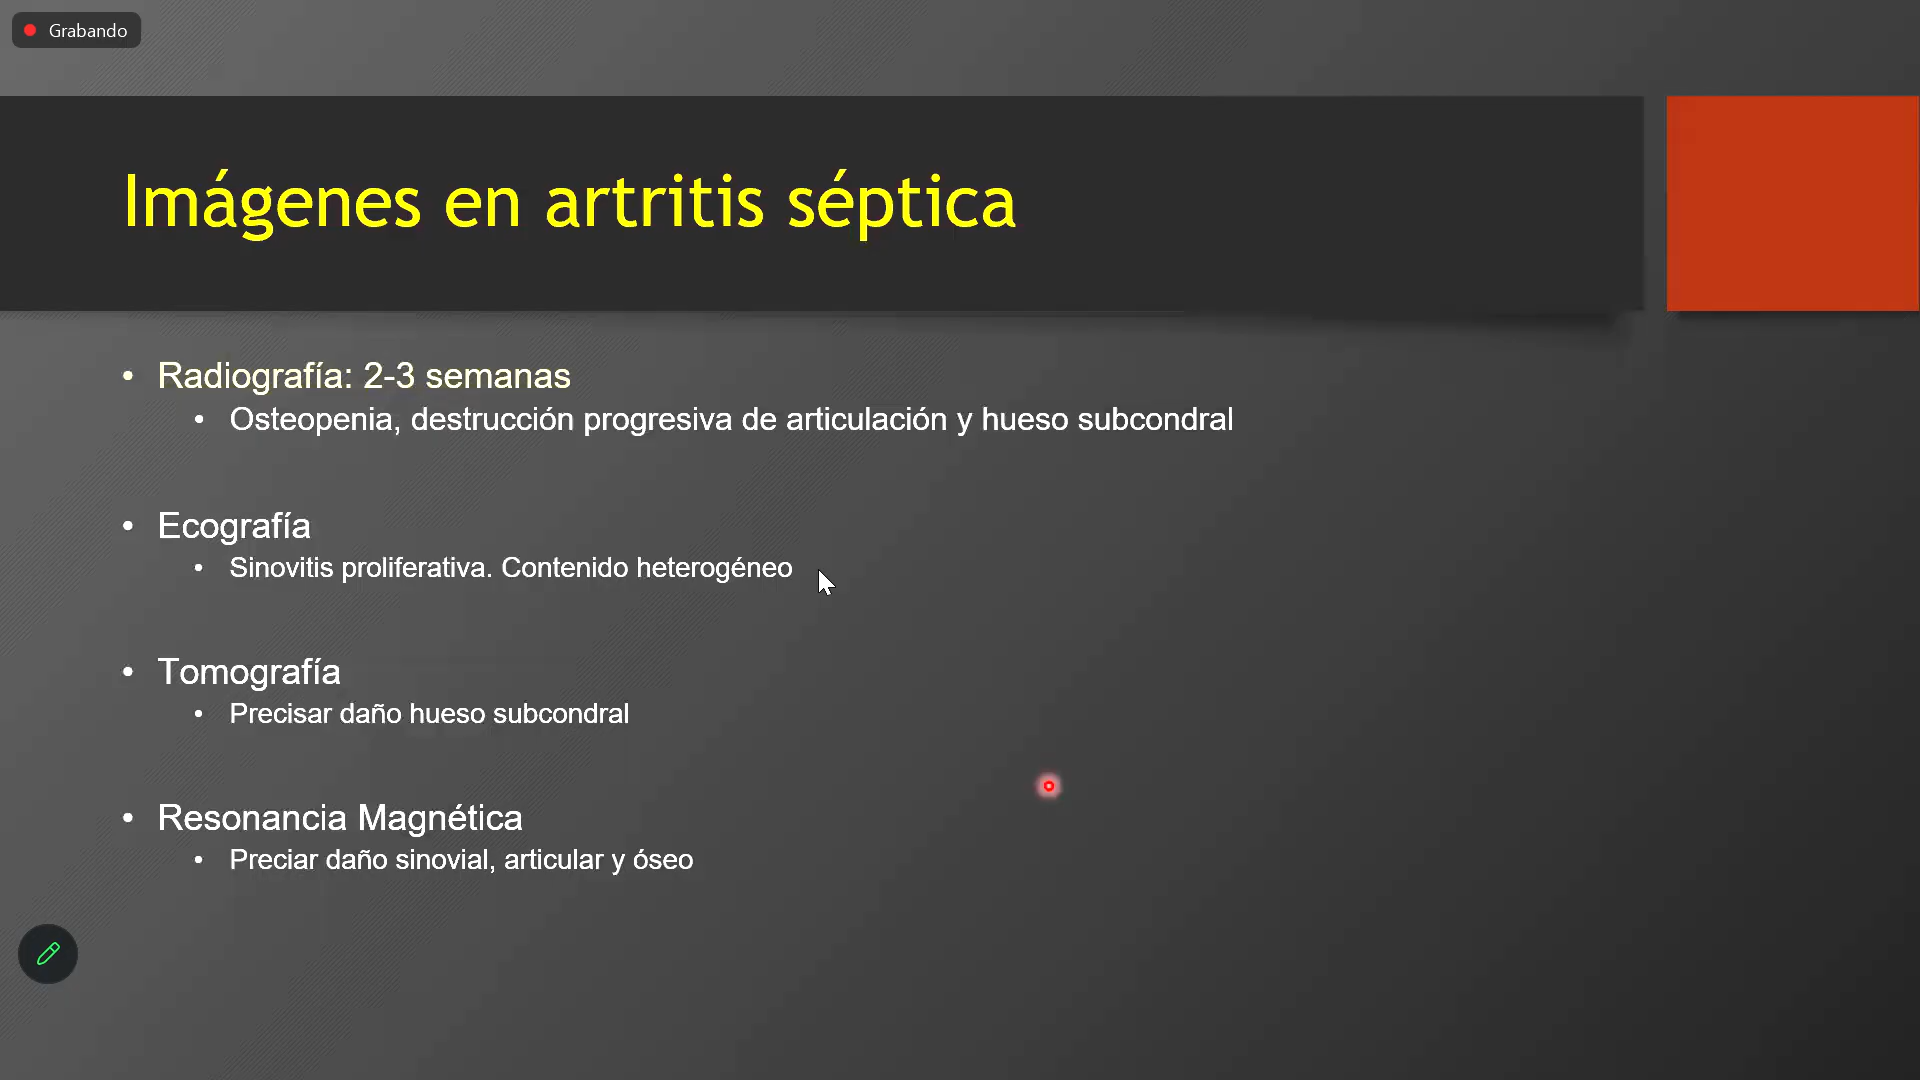 Grabando
Imágenes en artritis séptica
• Radiografía: 2-3 semanas
• Osteopenia, destrucción progresiva de articulación y hueso subcondral
• Ecografía
• Sinovitis proliferativa. Contenido heterogéneo
• Tomografía
• Precisar daño hueso subcondral
• Resonancia Magnética
• Preciar daño sinovial, articular y óseo